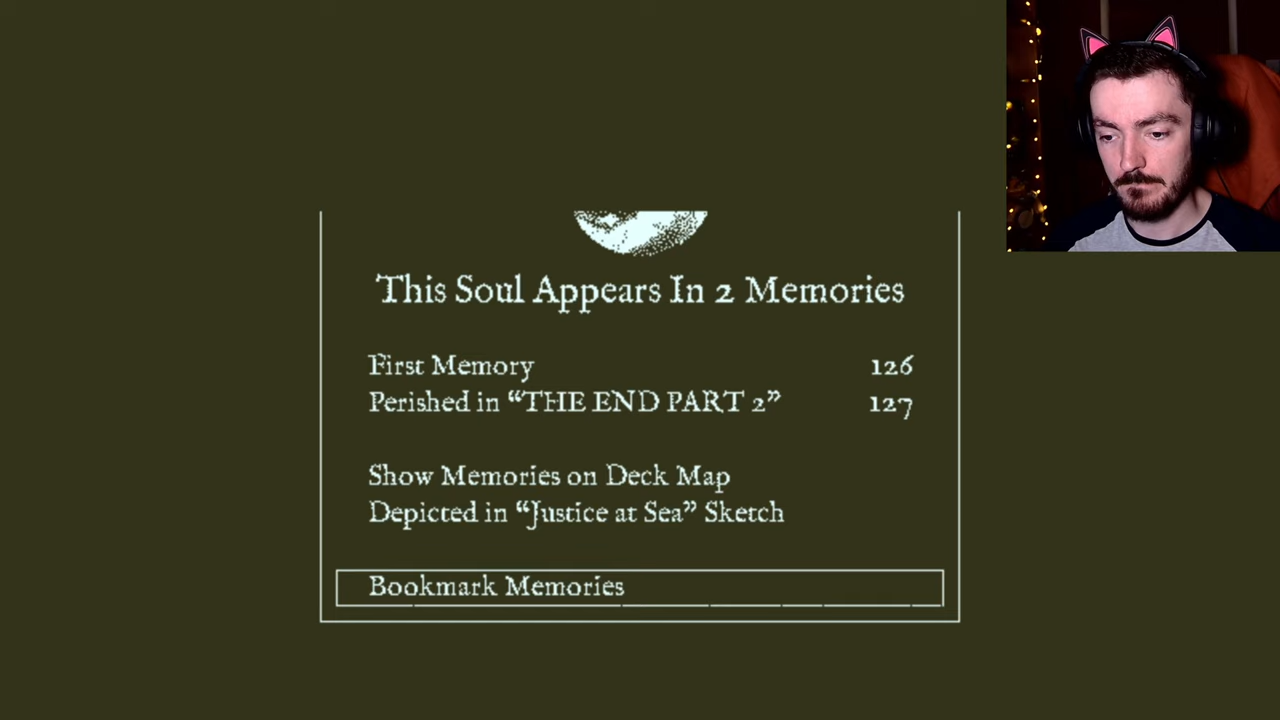 This Soul Appears In 2 Memories
First Memory 126
Perished in “THE END PART 2” 127
Show Memories on Deck Map
Depicted in “Justice at Sea” Sketch
Bookmark Memories